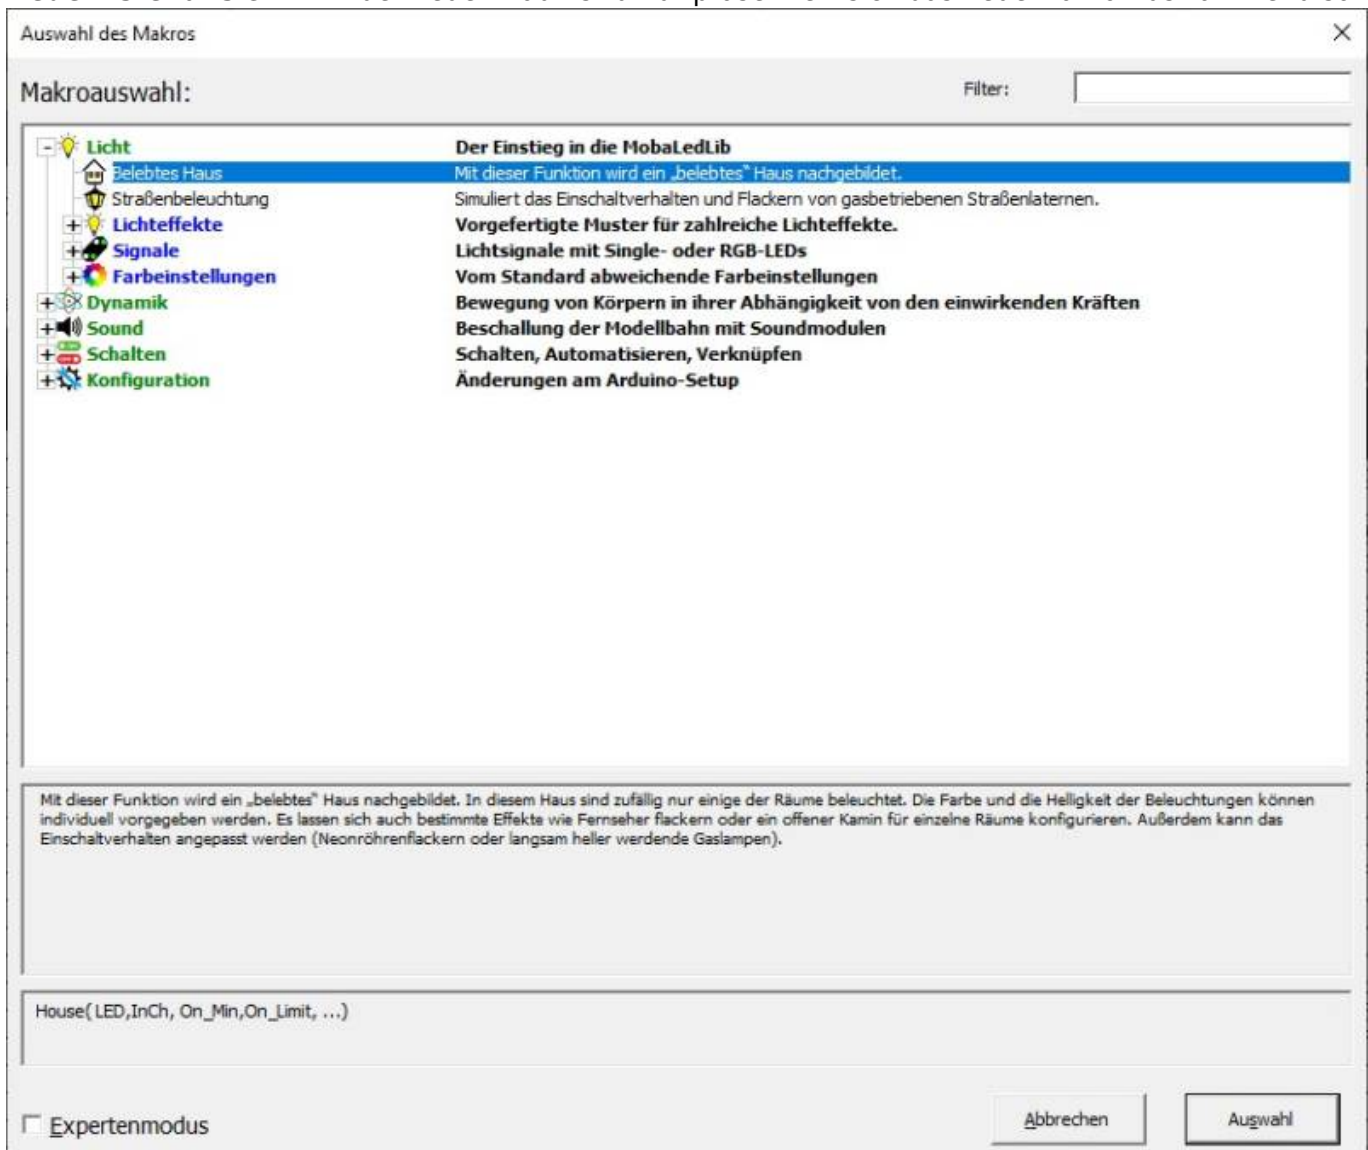 Auswahl des Makros
Makroauswahl:
Filter:
Licht Der Einstieg in die MobaLedLib
Belebtes Haus Mit dieser Funktion wird ein „belebtes" Haus nachgebildet.
Straßenbeleuchtung Simuliert das Einschaltverhalten und Flackern von gasbetriebenen Straßenlaternen.
Lichteffekte Vorgefertigte Muster für zahlreiche Lichteffekte.
Signale Lichtsignale mit Single- oder RGB-LEDs
Farbeinstellungen Vom Standard abweichende Farbeinstellungen
Dynamik Bewegung von Körpern in ihrer Abhängigkeit von den einwirkenden Kräften
Sound Beschallung der Modellbahn mit Soundmodulen
Schalten Schalten, Automatisieren, Verknüpfen
Konfiguration Änderungen am Arduino-Setup
Mit dieser Funktion wird ein „belebtes" Haus nachgebildet. In diesem Haus sind zufällig nur einige der Räume beleuchtet. Die Farbe und die Helligkeit der Beleuchtungen können
individuell vorgegeben werden. Es lassen sich auch bestimmte Effekte wie Fernseher flackern oder ein offener Kamin für einzelne Räume konfigurieren. Außerdem kann das
Einschaltverhalten angepasst werden (Neonröhrenflackern oder langsam heller werdende Gaslampen).
House( LED,InCh, On_Min,On_Limit, ...)
Expertenmodus
Abbrechen
Auswahl